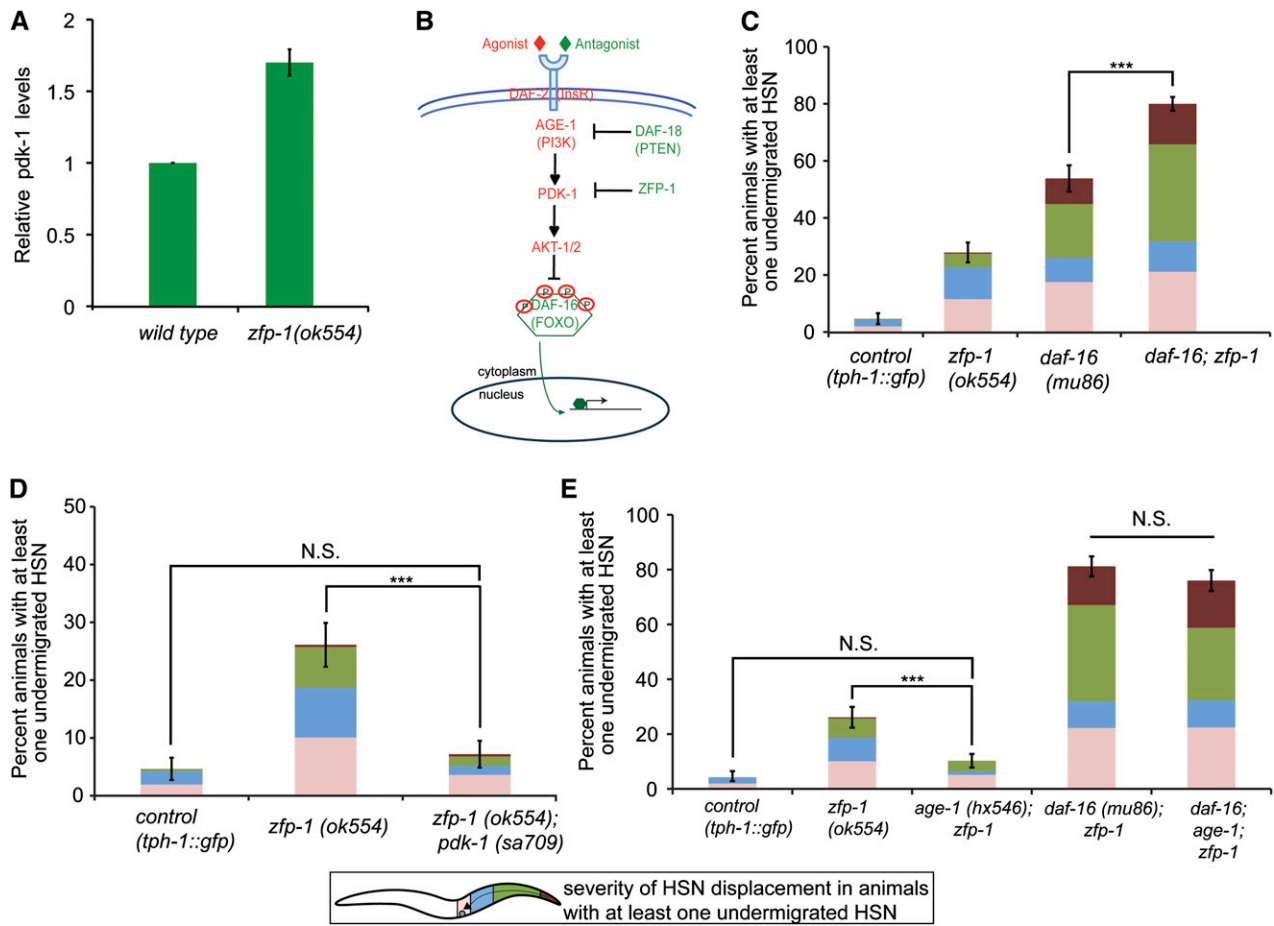 A
Relative pdk-1 levels
2
1.5
1
0.5
0
wild type
zfp-1(ok554)
B
Agonist
Antagonist
DAF-2 (InsR)
AGE-1
(PI3K)
DAF-18
(PTEN)
PDK-1
ZFP-1
AKT-1/2
P P P P
DAF-16
(FOXO)
cytoplasm
nucleus
C
Percent animals with at least
one undermigrated HSN
100
80
60
40
20
0
***
control
(tph-1::gfp)
zfp-1
(ok554)
daf-16
(mu86)
daf-16; zfp-1
D
Percent animals with at least
one undermigrated HSN
50
40
30
20
10
0
N.S.
***
control
(tph-1::gfp)
zfp-1 (ok554)
zfp-1 (ok554);
pdk-1 (sa709)
E
Percent animals with at least
one undermigrated HSN
100
80
60
40
20
0
N.S.
***
N.S.
control
(tph-1::gfp)
zfp-1
(ok554)
age-1 (hx546);
zfp-1
daf-16 (mu86);
zfp-1
daf-16;
age-1;
zfp-1
severity of HSN displacement in animals
with at least one undermigrated HSN